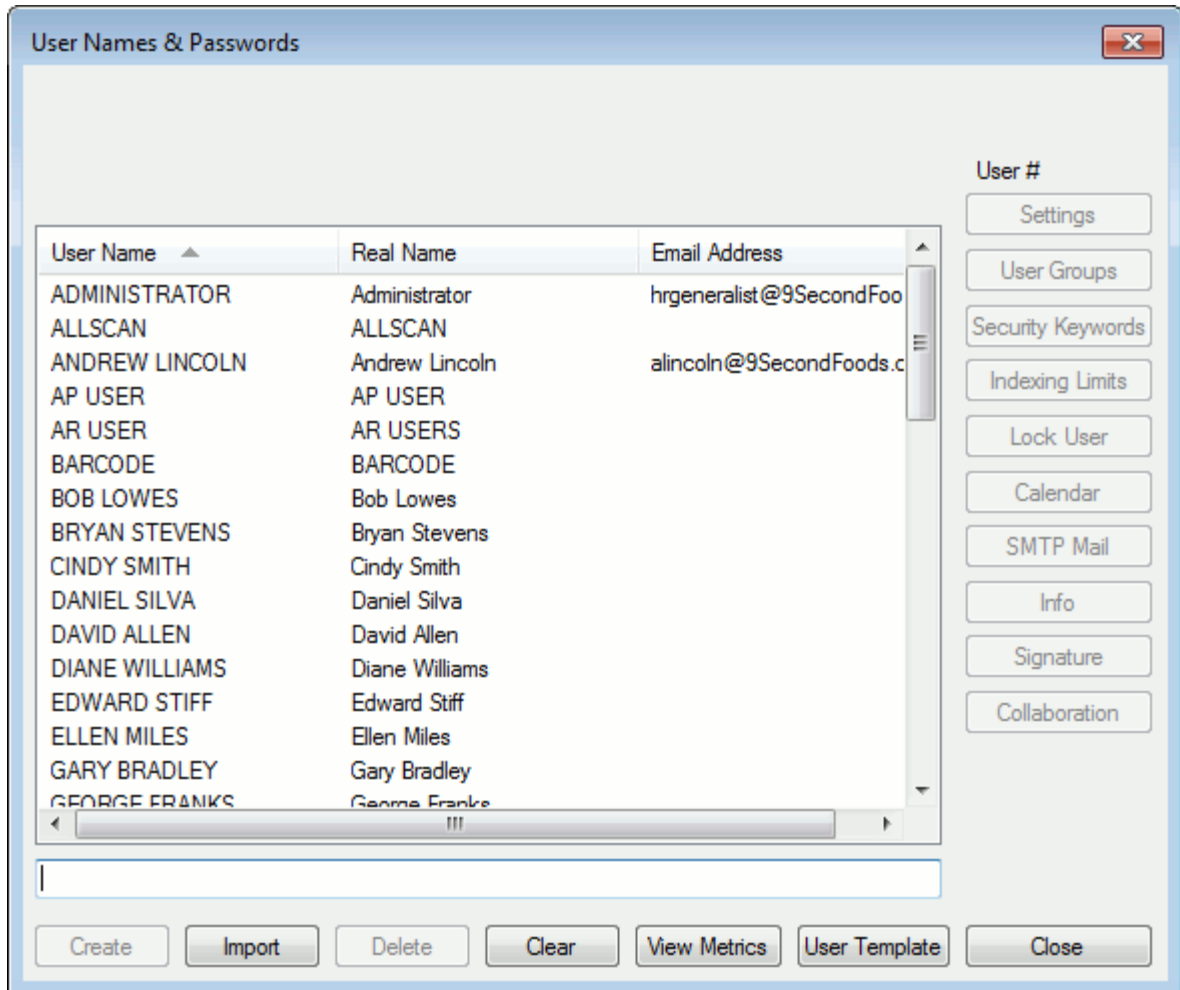 User Names & Passwords
User #
Settings
User Name Real Name Email Address
User Groups
ADMINISTRATOR Administrator hrgeneralist@9SecondFoo
ALLSCAN ALLSCAN
Security Keywords
ANDREW LINCOLN Andrew Lincoln alincoln@9SecondFoods.c
Indexing Limits
AP USER AP USER
AR USER AR USERS
Lock User
BARCODE BARCODE
BOB LOWES Bob Lowes
Calendar
BRYAN STEVENS Bryan Stevens
SMTP Mail
CINDY SMITH Cindy Smith
DANIEL SILVA Daniel Silva
Info
DAVID ALLEN David Allen
DIANE WILLIAMS Diane Williams
Signature
EDWARD STIFF Edward Stiff
Collaboration
ELLEN MILES Ellen Miles
GARY BRADLEY Gary Bradley
GEORGE FRANKS George Franks
Create Import Delete Clear View Metrics User Template Close